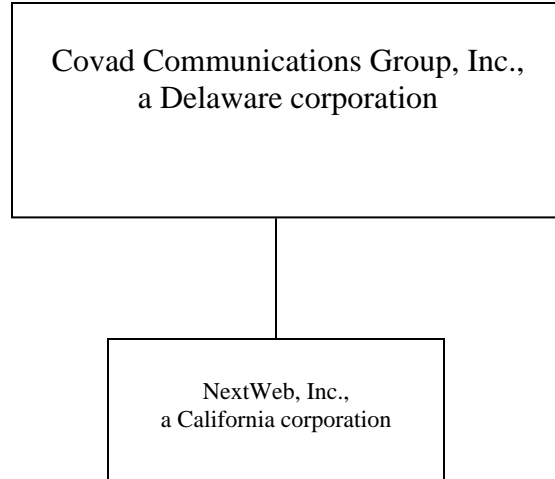 Covad Communications Group, Inc.,
a Delaware corporation
NextWeb, Inc.,
a California corporation